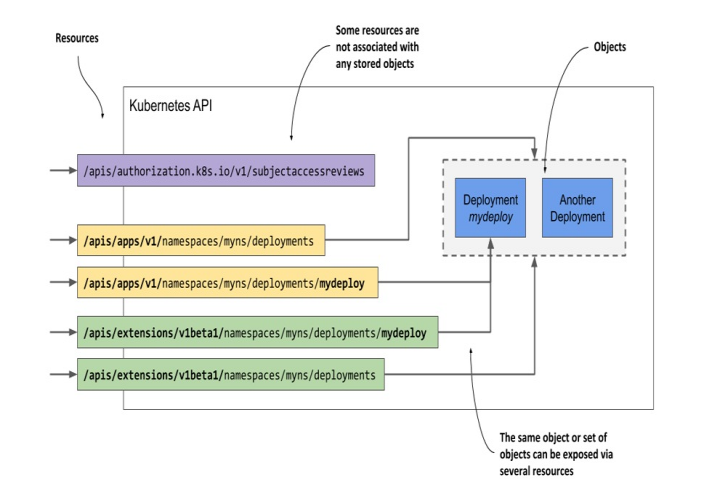 Resources
Some resources are
not associated with
any stored objects
Objects
Kubernetes API
/apis/authorization.k8s.io/v1/subjectaccessreviews
Deployment
mydeploy
Another
Deployment
/apis/apps/v1/namespaces/myns/deployments
/apis/apps/v1/namespaces/myns/deployments/mydeploy
/apis/extensions/v1beta1/namespaces/myns/deployments/mydeploy
/apis/extensions/v1beta1/namespaces/myns/deployments
The same object or set of
objects can be exposed via
several resources